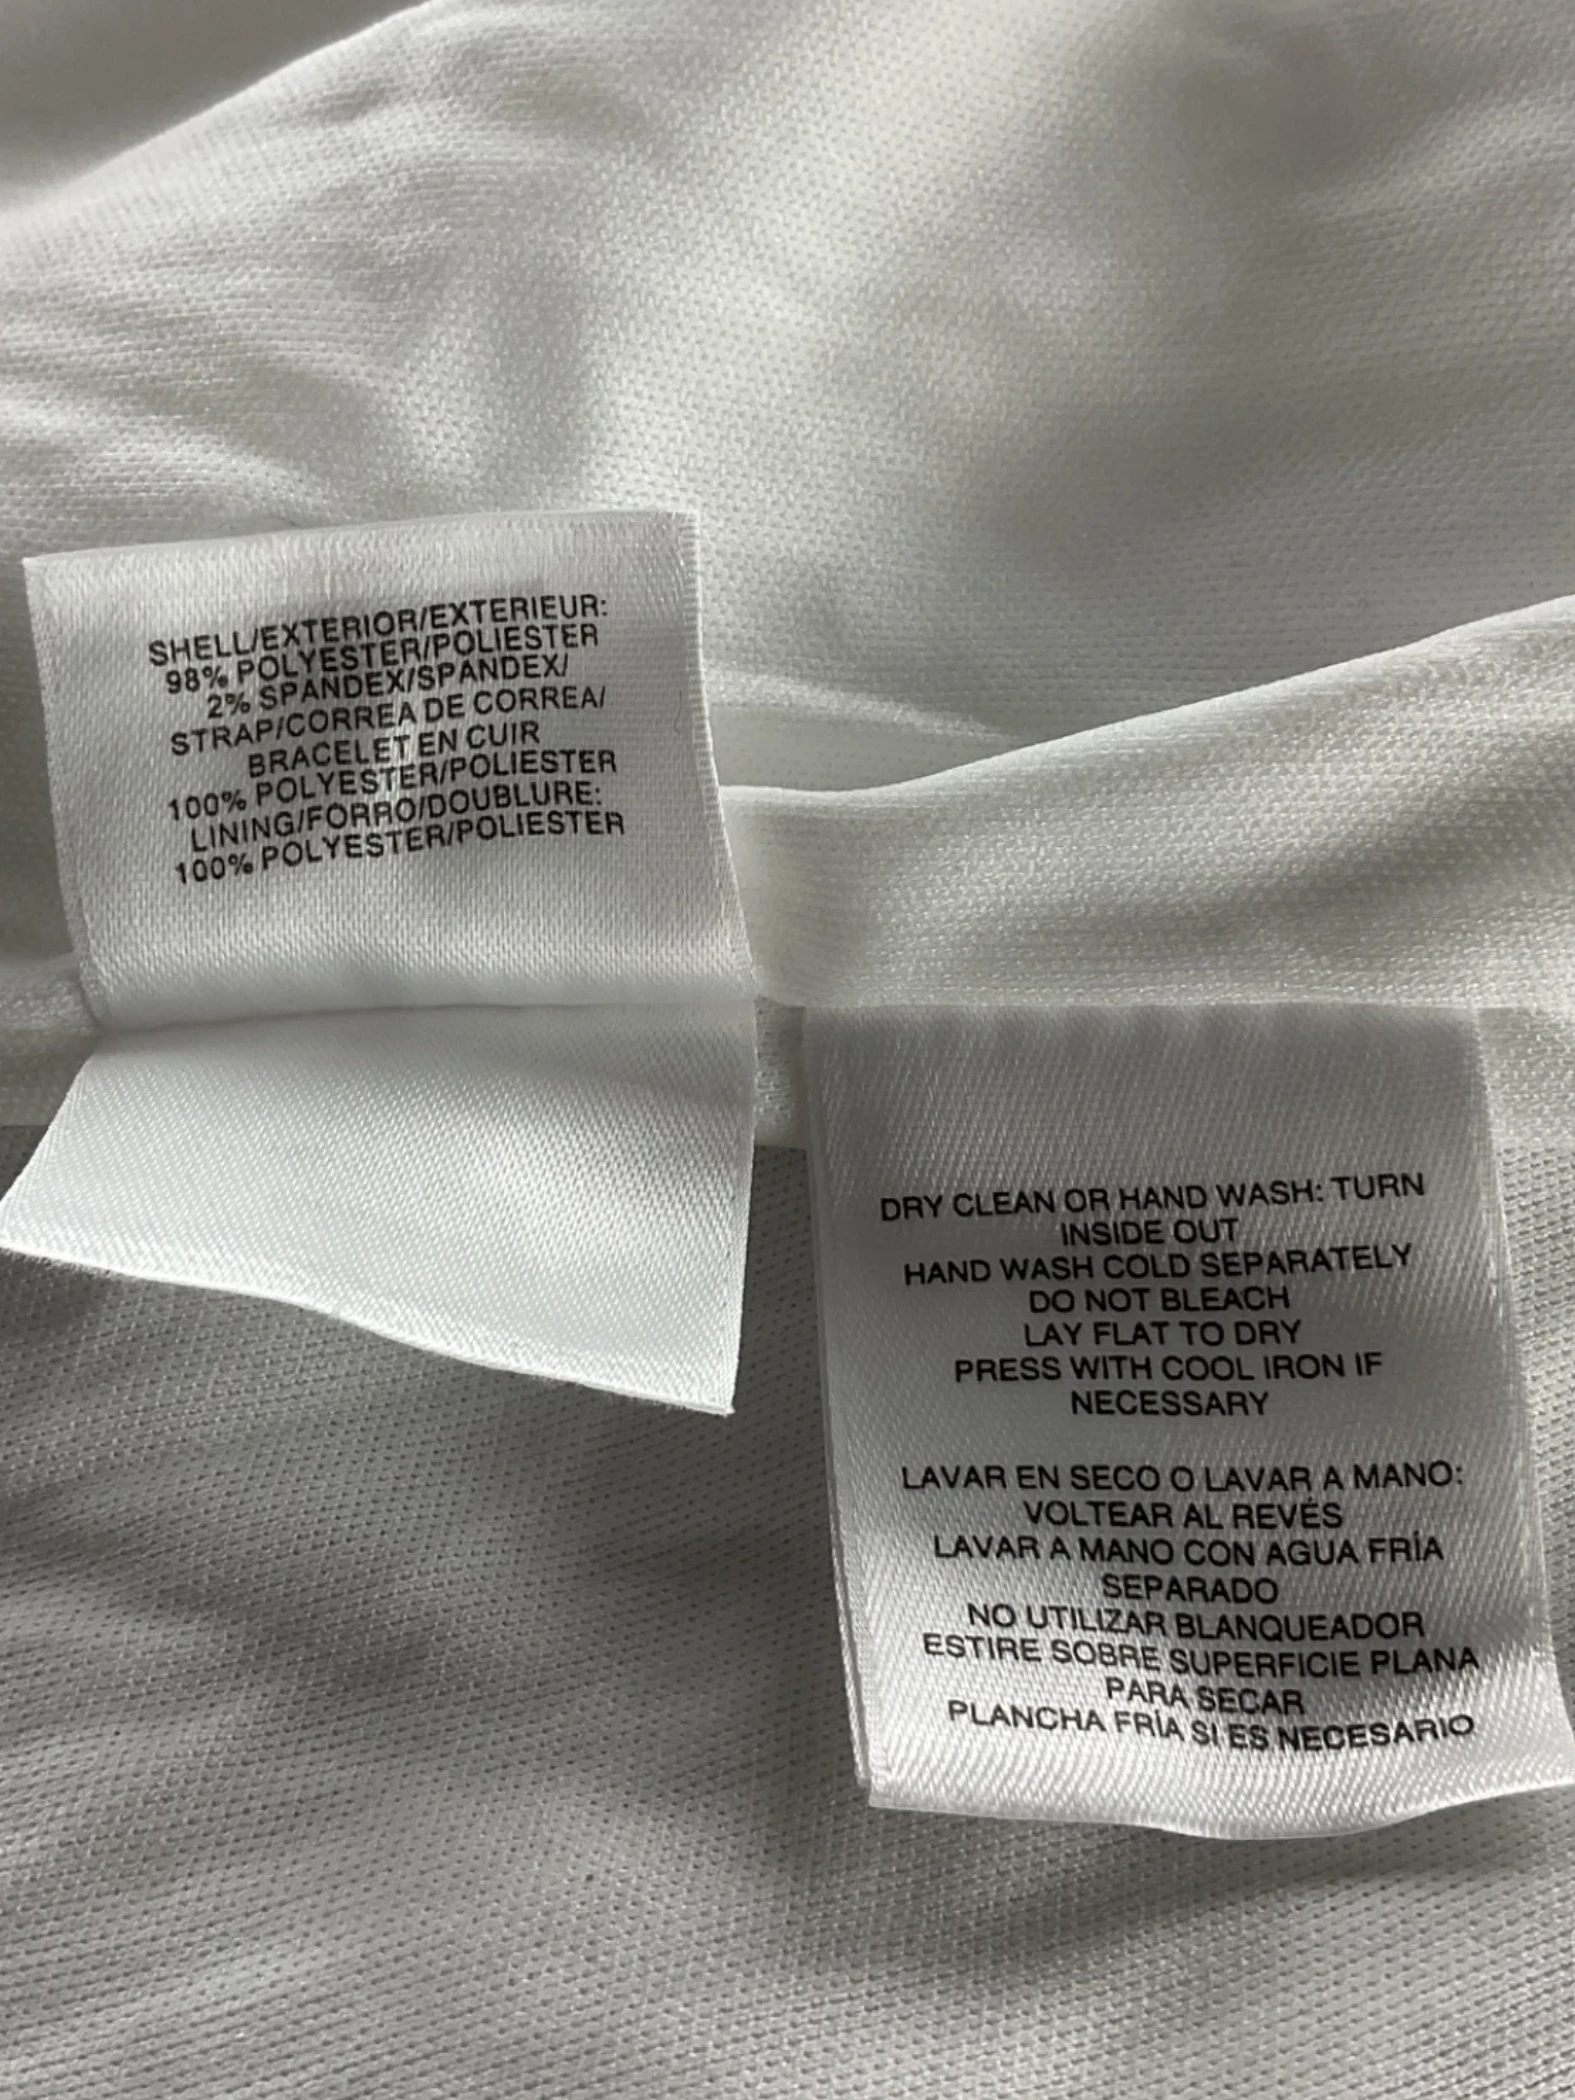 SHELL/EXTERIOR/EXTERIEUR:
98% POLYESTER/POLIESTER
2% SPANDEX/SPANDEX/
STRAP/CORREA DE CORREA/
BRACELET EN CUIR
100% POLYESTER/POLIESTER
LINING/FORRO/DOUBLURE:
100% POLYESTER/POLIESTER
DRY CLEAN OR HAND WASH: TURN
INSIDE OUT
HAND WASH COLD SEPARATELY
DO NOT BLEACH
LAY FLAT TO DRY
PRESS WITH COOL IRON IF
NECESSARY
LAVAR EN SECO O LAVAR A MANO:
VOLTEAR AL REVÉS
LAVAR A MANO CON AGUA FRÍA
SEPARADO
NO UTILIZAR BLANQUEADOR
ESTIRE SOBRE SUPERFICIE PLANA
PARA SECAR
PLANCHA FRÍA SI ES NECESARIO